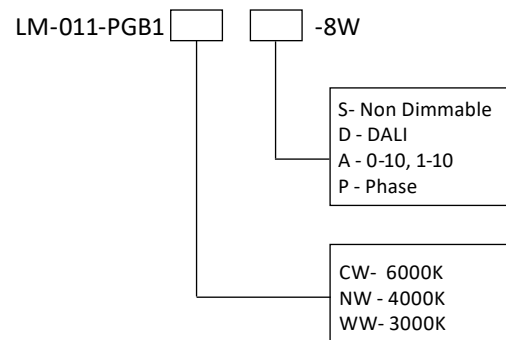 LM-011-PGB1 -8W
S- Non Dimmable
D - DALI
A - 0-10, 1-10
P - Phase
CW- 6000K
NW - 4000K
WW- 3000K